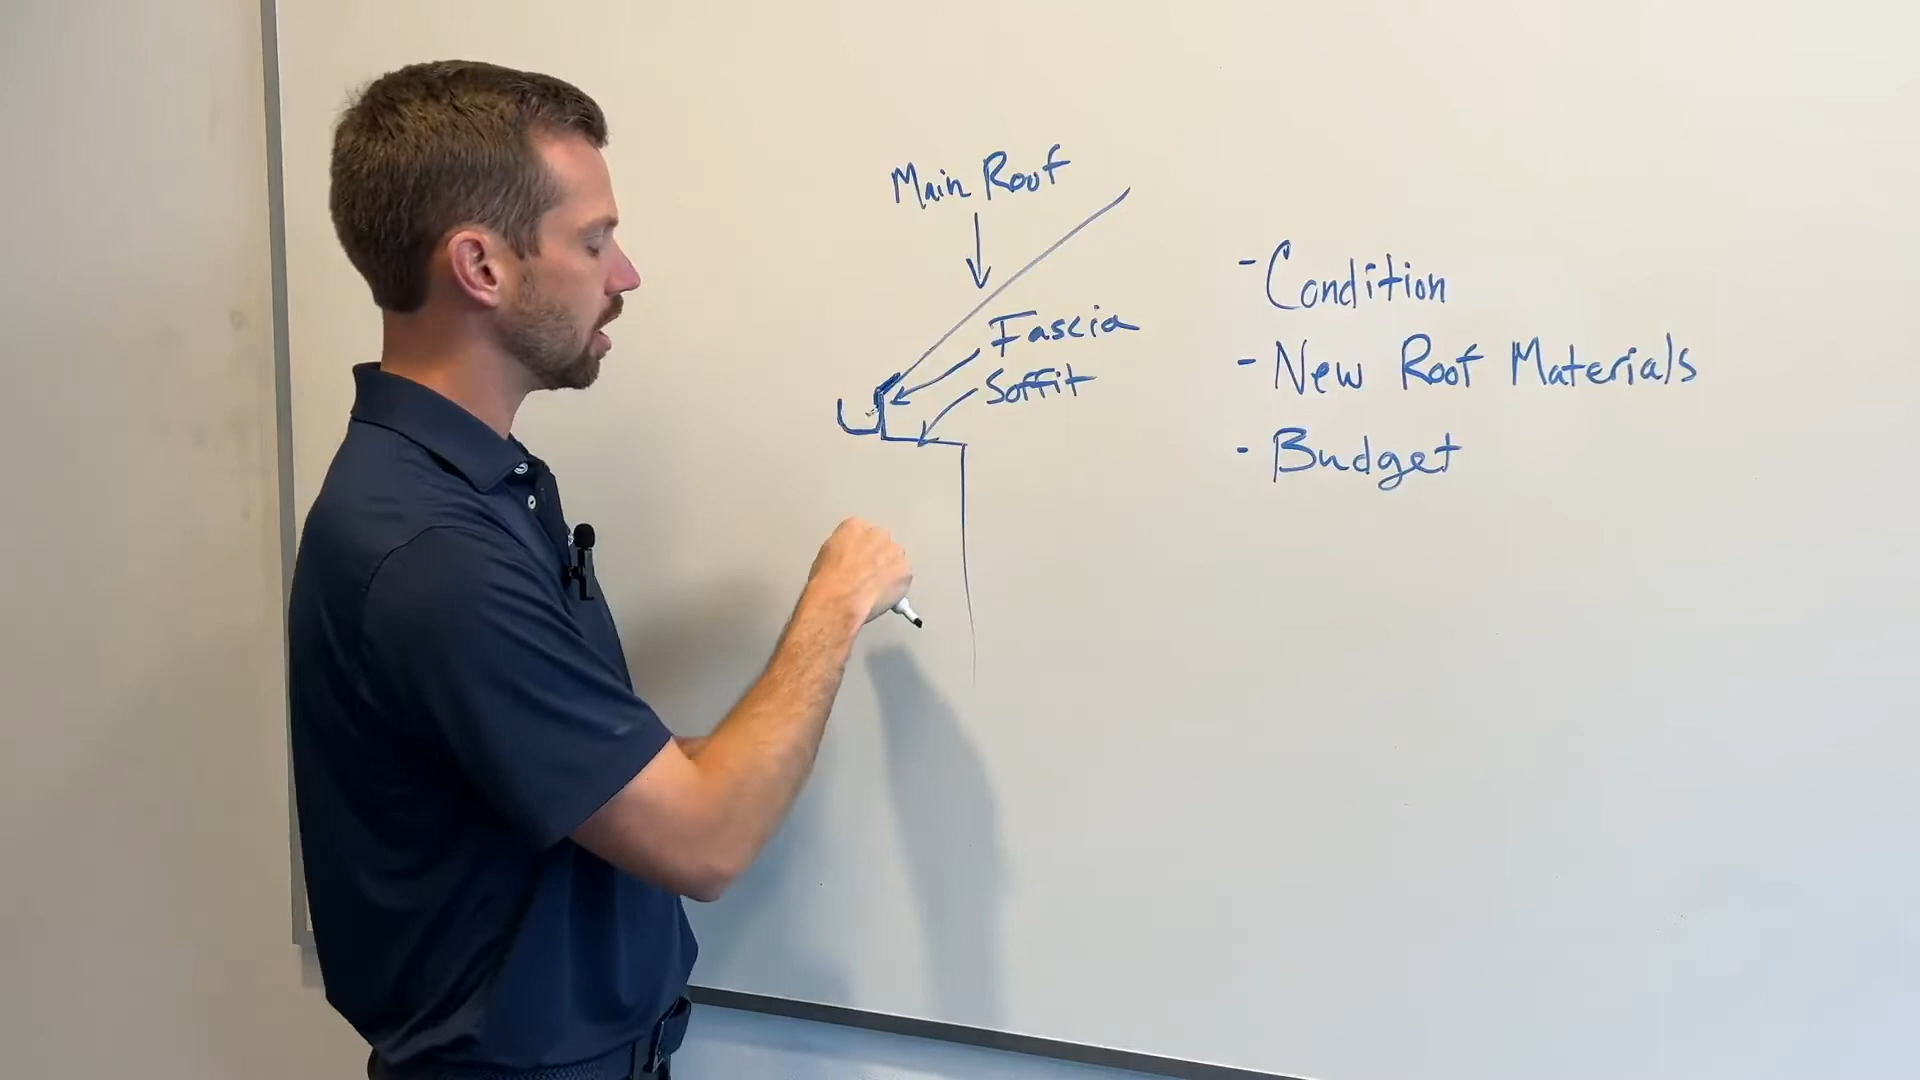 Main Roof
Fascia
Soffit
- Condition
- New Roof Materials
- Budget